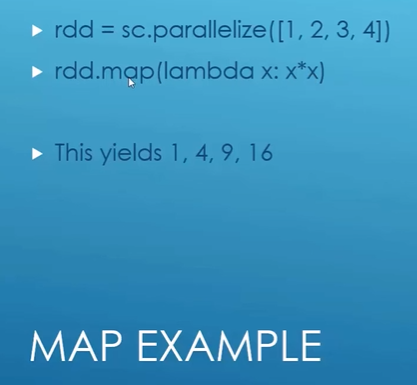 rdd = sc.parallelize([1, 2, 3, 4])
rdd.map(lambda x: x*x)
This yields 1, 4, 9, 16
MAP EXAMPLE